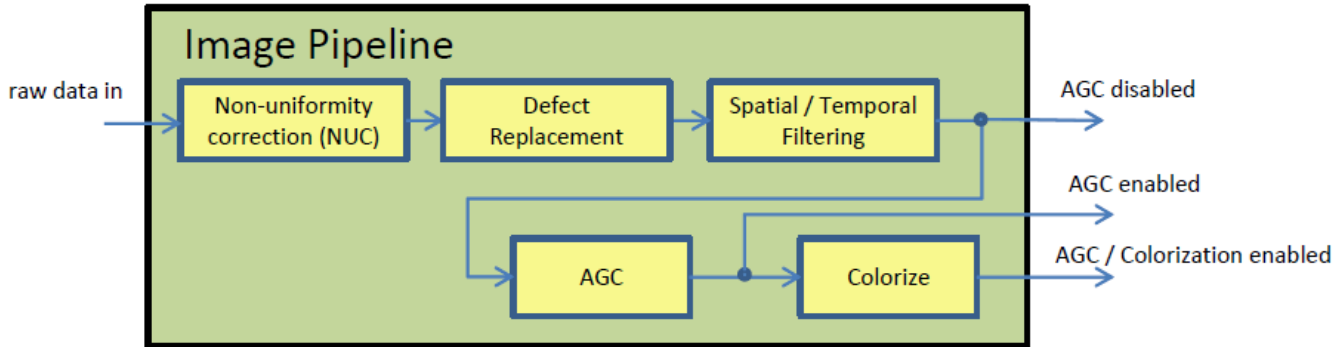 Image Pipeline
raw data in
Non-uniformity
correction (NUC)
Defect
Replacement
Spatial / Temporal
Filtering
AGC disabled
AGC enabled
AGC
Colorize
AGC / Colorization enabled